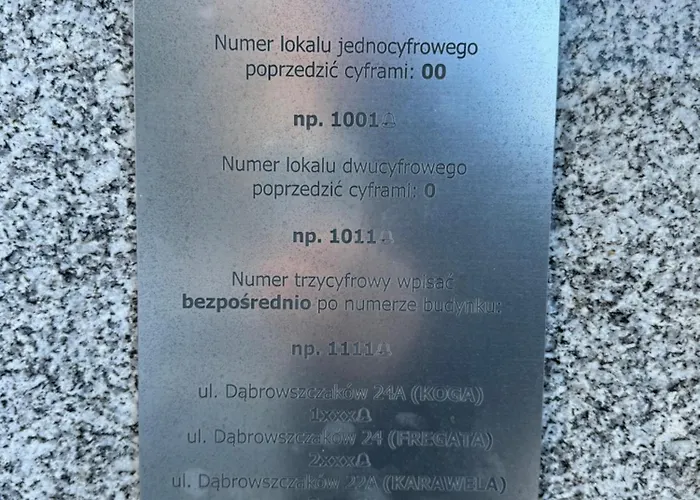 Numer lokalu jednocyfrowego
poprzedzić cyframi: 00
np. 1001🔔
Numer lokalu dwucyfrowego
poprzedzić cyframi: 0
np. 1011🔔
Numer trzycyfrowy wpisać
bezpośrednio po numerze budynku:
np. 1111🔔
ul. Dąbrowszczaków 24A (KOGA)
1xxx🔔
ul. Dąbrowszczaków 24 (FREGATA)
2xxx🔔
ul. Dąbrowszczaków 22A (KARAWELA)